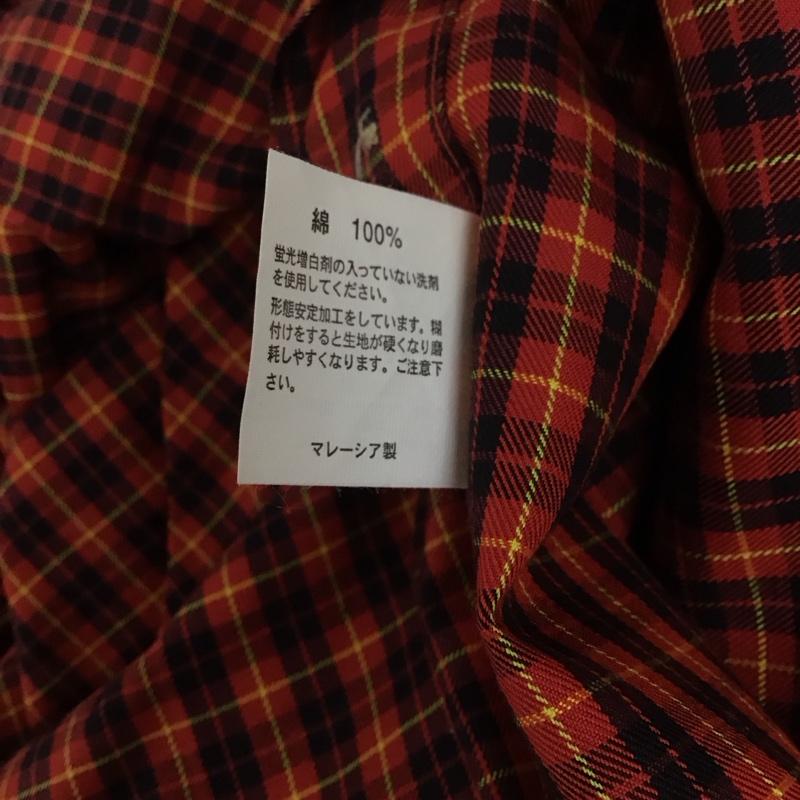 綿 100%
蛍光増白剤の入っていない洗剤
を使用してください。
形態安定加工をしています。糊
付けをすると生地が硬くなり磨
耗しやすくなります。ご注意下
さい。
マレーシア製